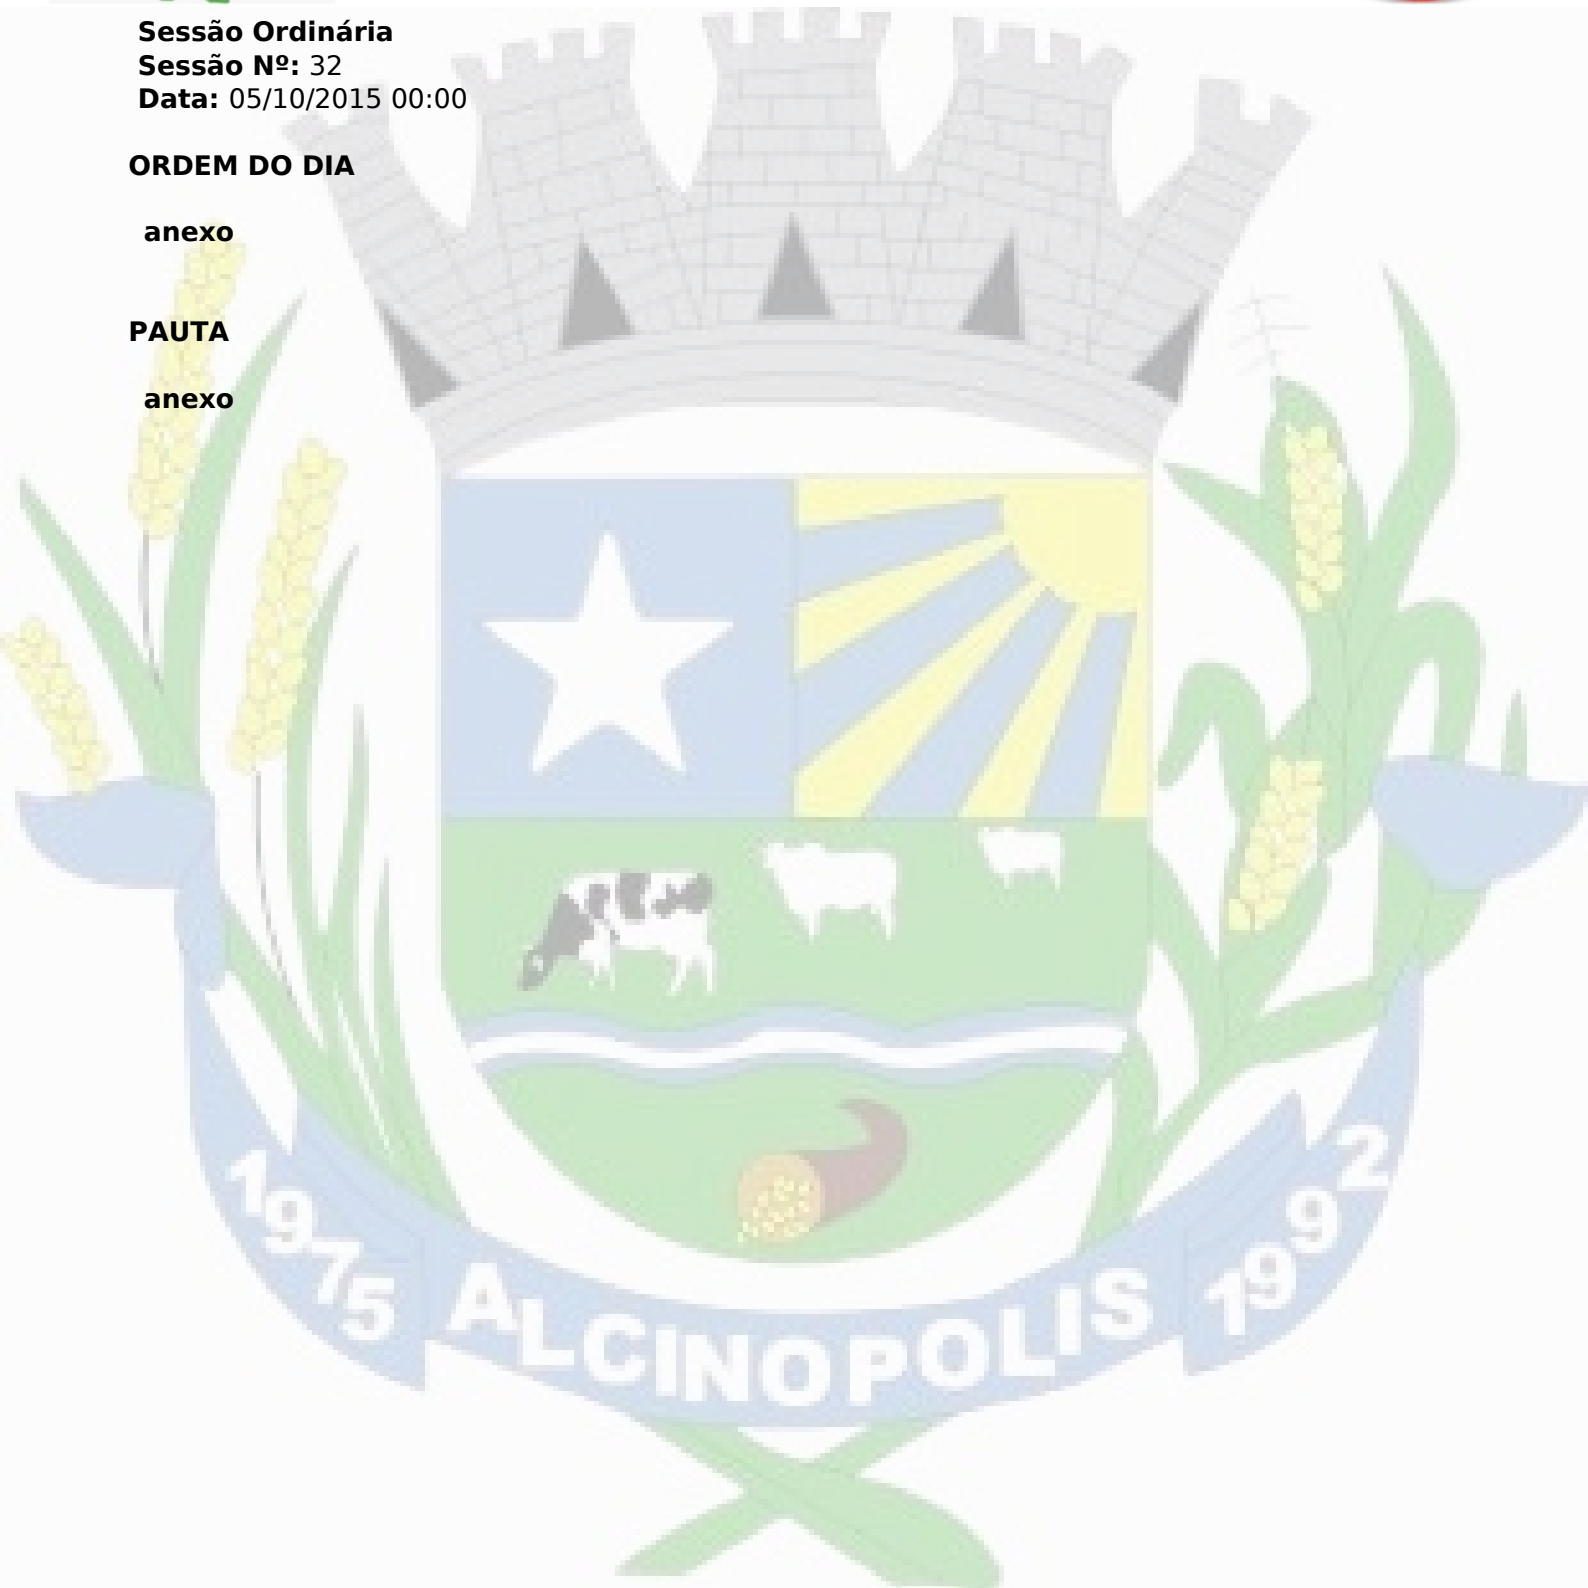 Sessão Ordinária
Sessão Nº: 32
Data: 05/10/2015 00:00
ORDEM DO DIA
anexo
PAUTA
anexo
1975 ALCINOPOLIS 1992